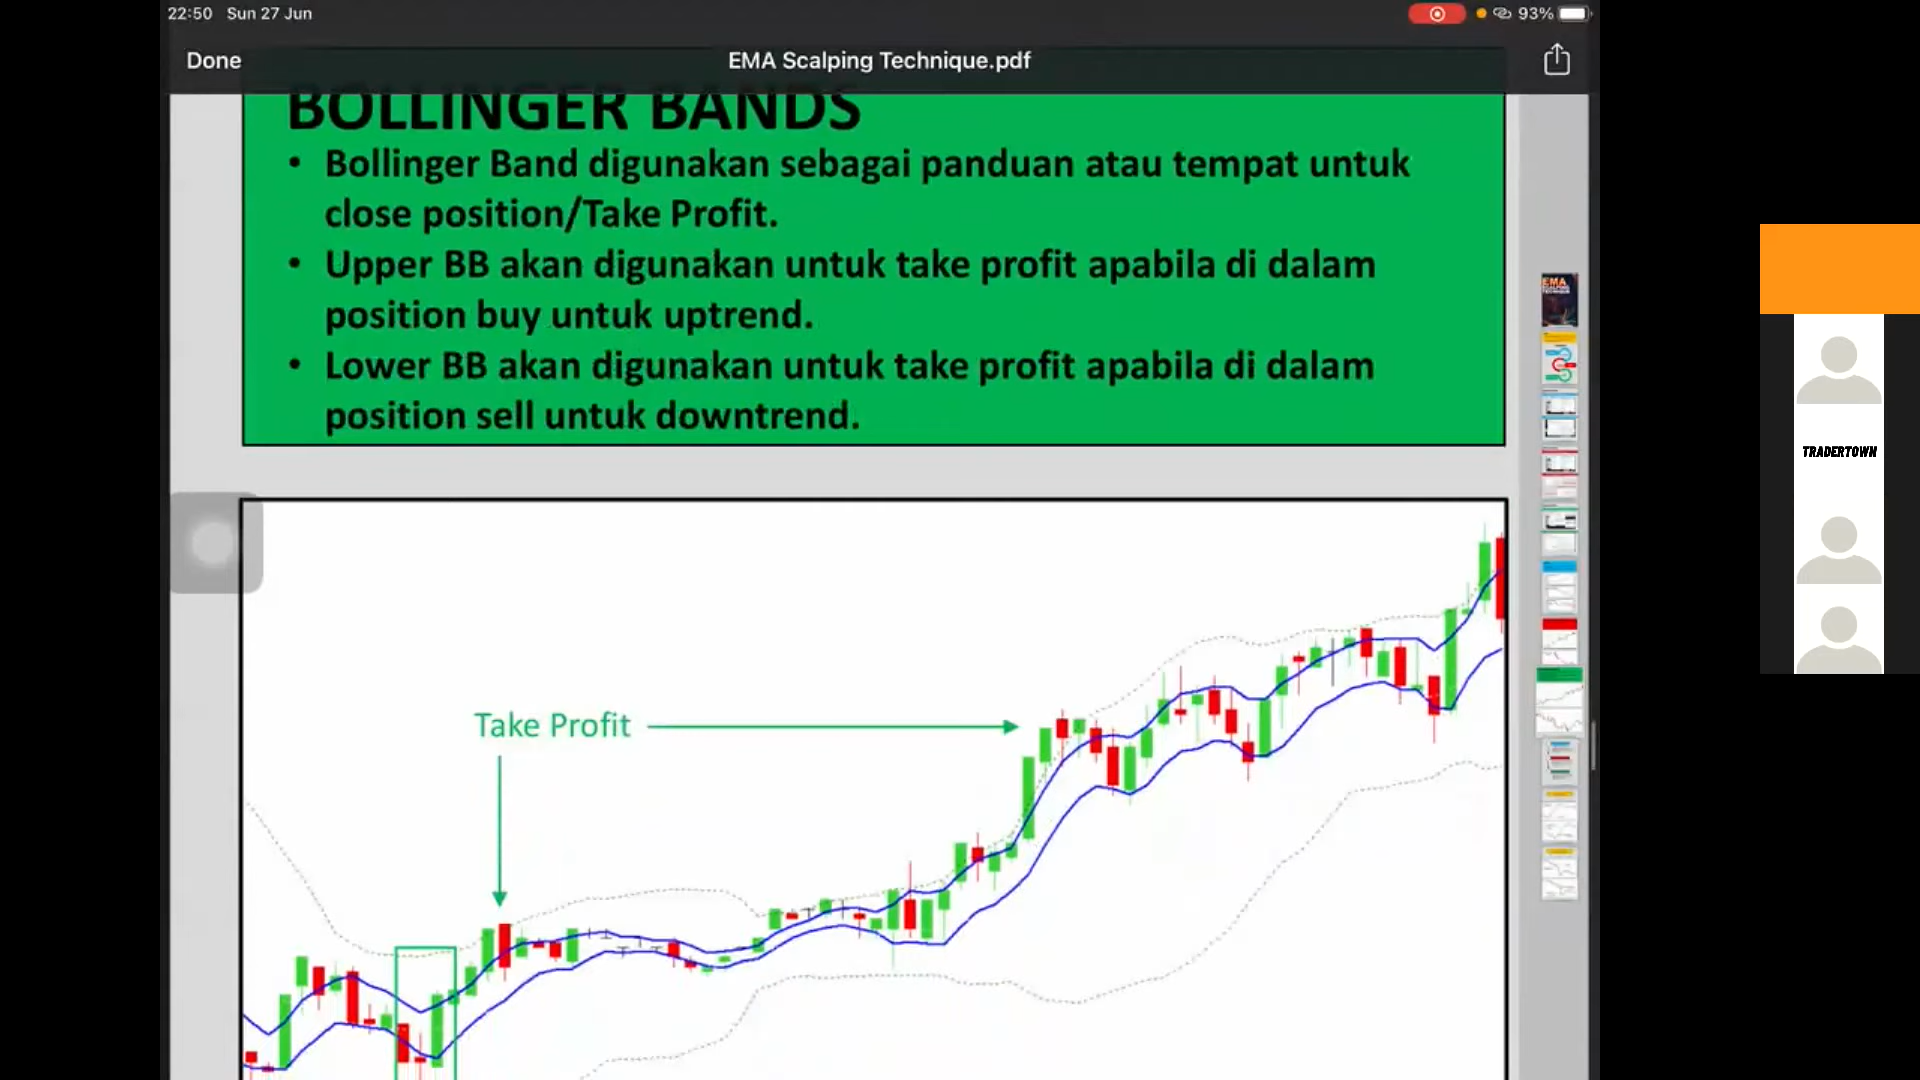 22:50 Sun 27 Jun
93%
Done
EMA Scalping Technique.pdf
BOLLINGER BANDS
• Bollinger Band digunakan sebagai panduan atau tempat untuk
close position/Take Profit.
• Upper BB akan digunakan untuk take profit apabila di dalam
position buy untuk uptrend.
• Lower BB akan digunakan untuk take profit apabila di dalam
position sell untuk downtrend.
Take Profit
EMA
TRADERTOWN